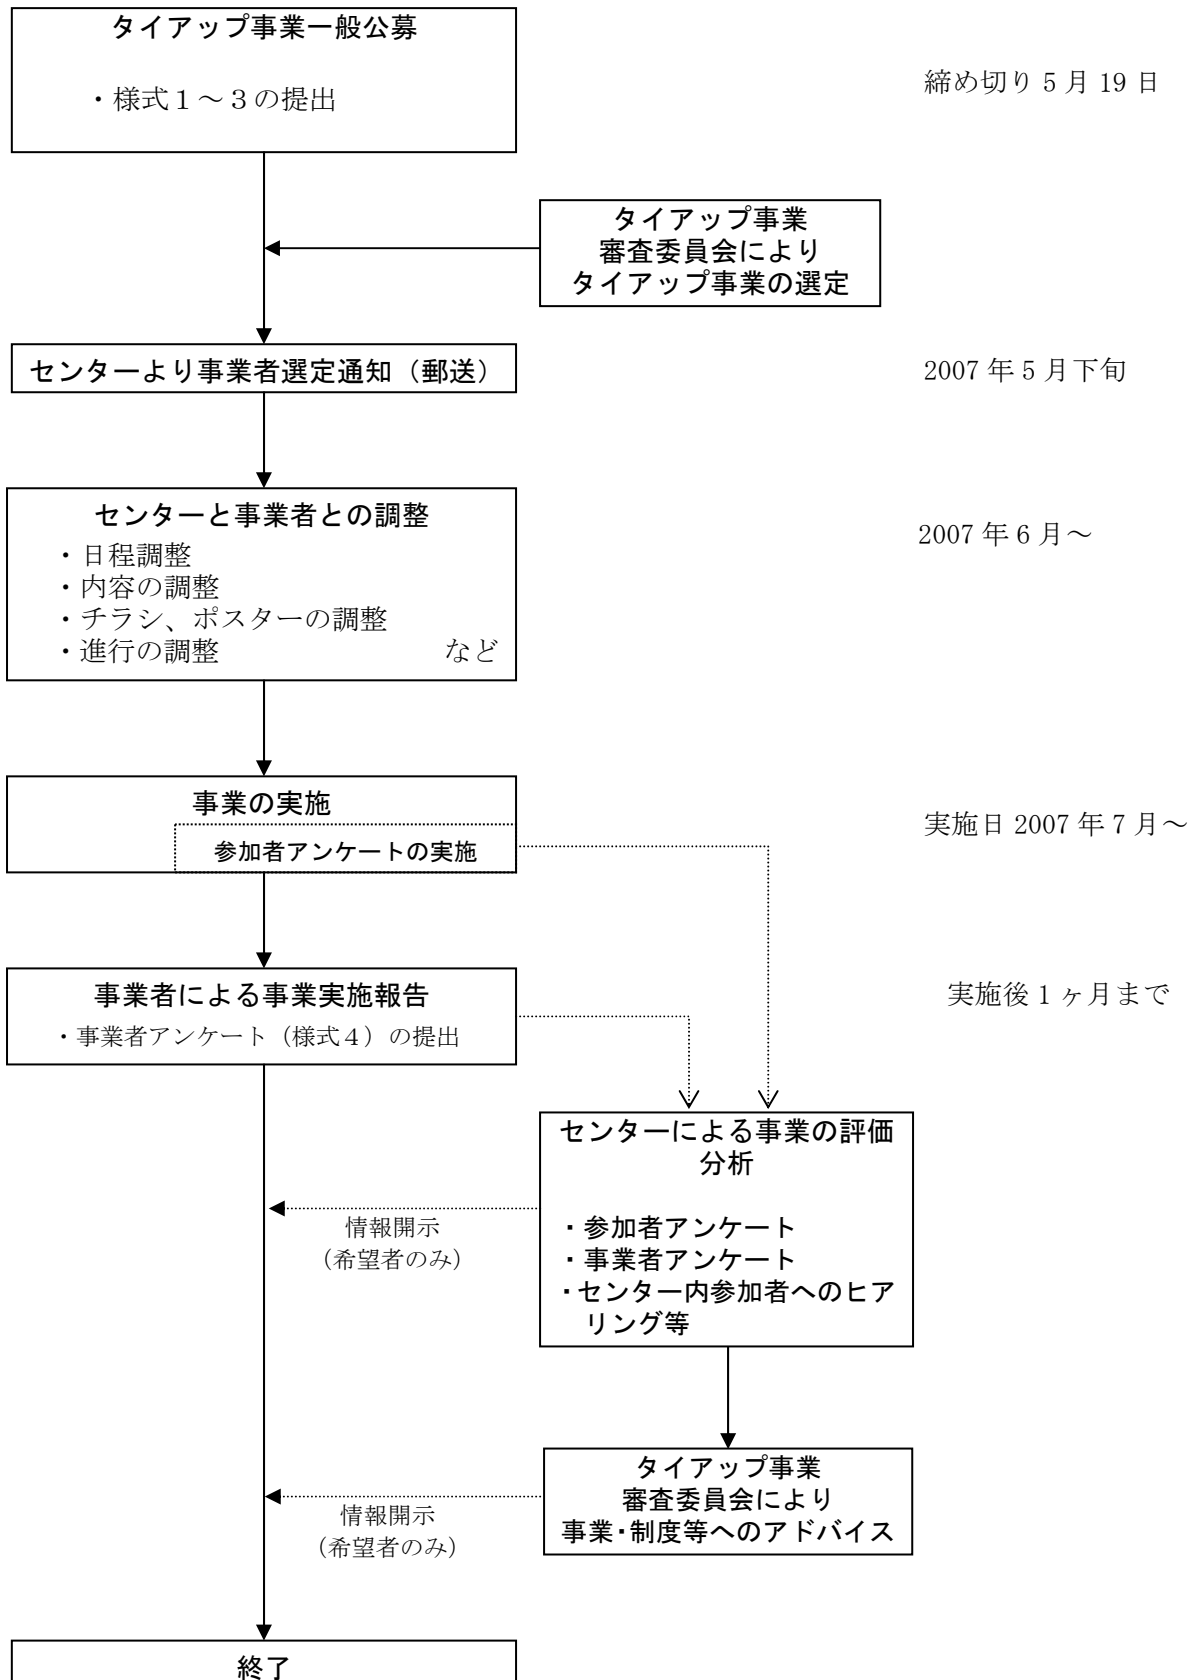 タイアップ事業一般公募
・様式１～３の提出
締め切り 5 月 19 日
タイアップ事業
審査委員会により
タイアップ事業の選定
センターより事業者選定通知（郵送）
2007 年 5 月下旬
センターと事業者との調整
・日程調整
・内容の調整
・チラシ、ポスターの調整
・進行の調整　　　　　　　など
2007 年 6 月～
事業の実施
参加者アンケートの実施
実施日 2007 年 7 月～
事業者による事業実施報告
・事業者アンケート（様式４）の提出
実施後 1 ヶ月まで
センターによる事業の評価
分析
・参加者アンケート
・事業者アンケート
・センター内参加者へのヒア
リング等
情報開示
（希望者のみ）
タイアップ事業
審査委員会により
事業・制度等へのアドバイス
情報開示
（希望者のみ）
終了